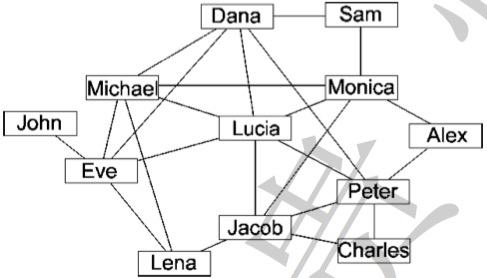 Dana
Sam
Michael
Monica
John
Lucia
Alex
Eve
Peter
Jacob
Charles
Lena